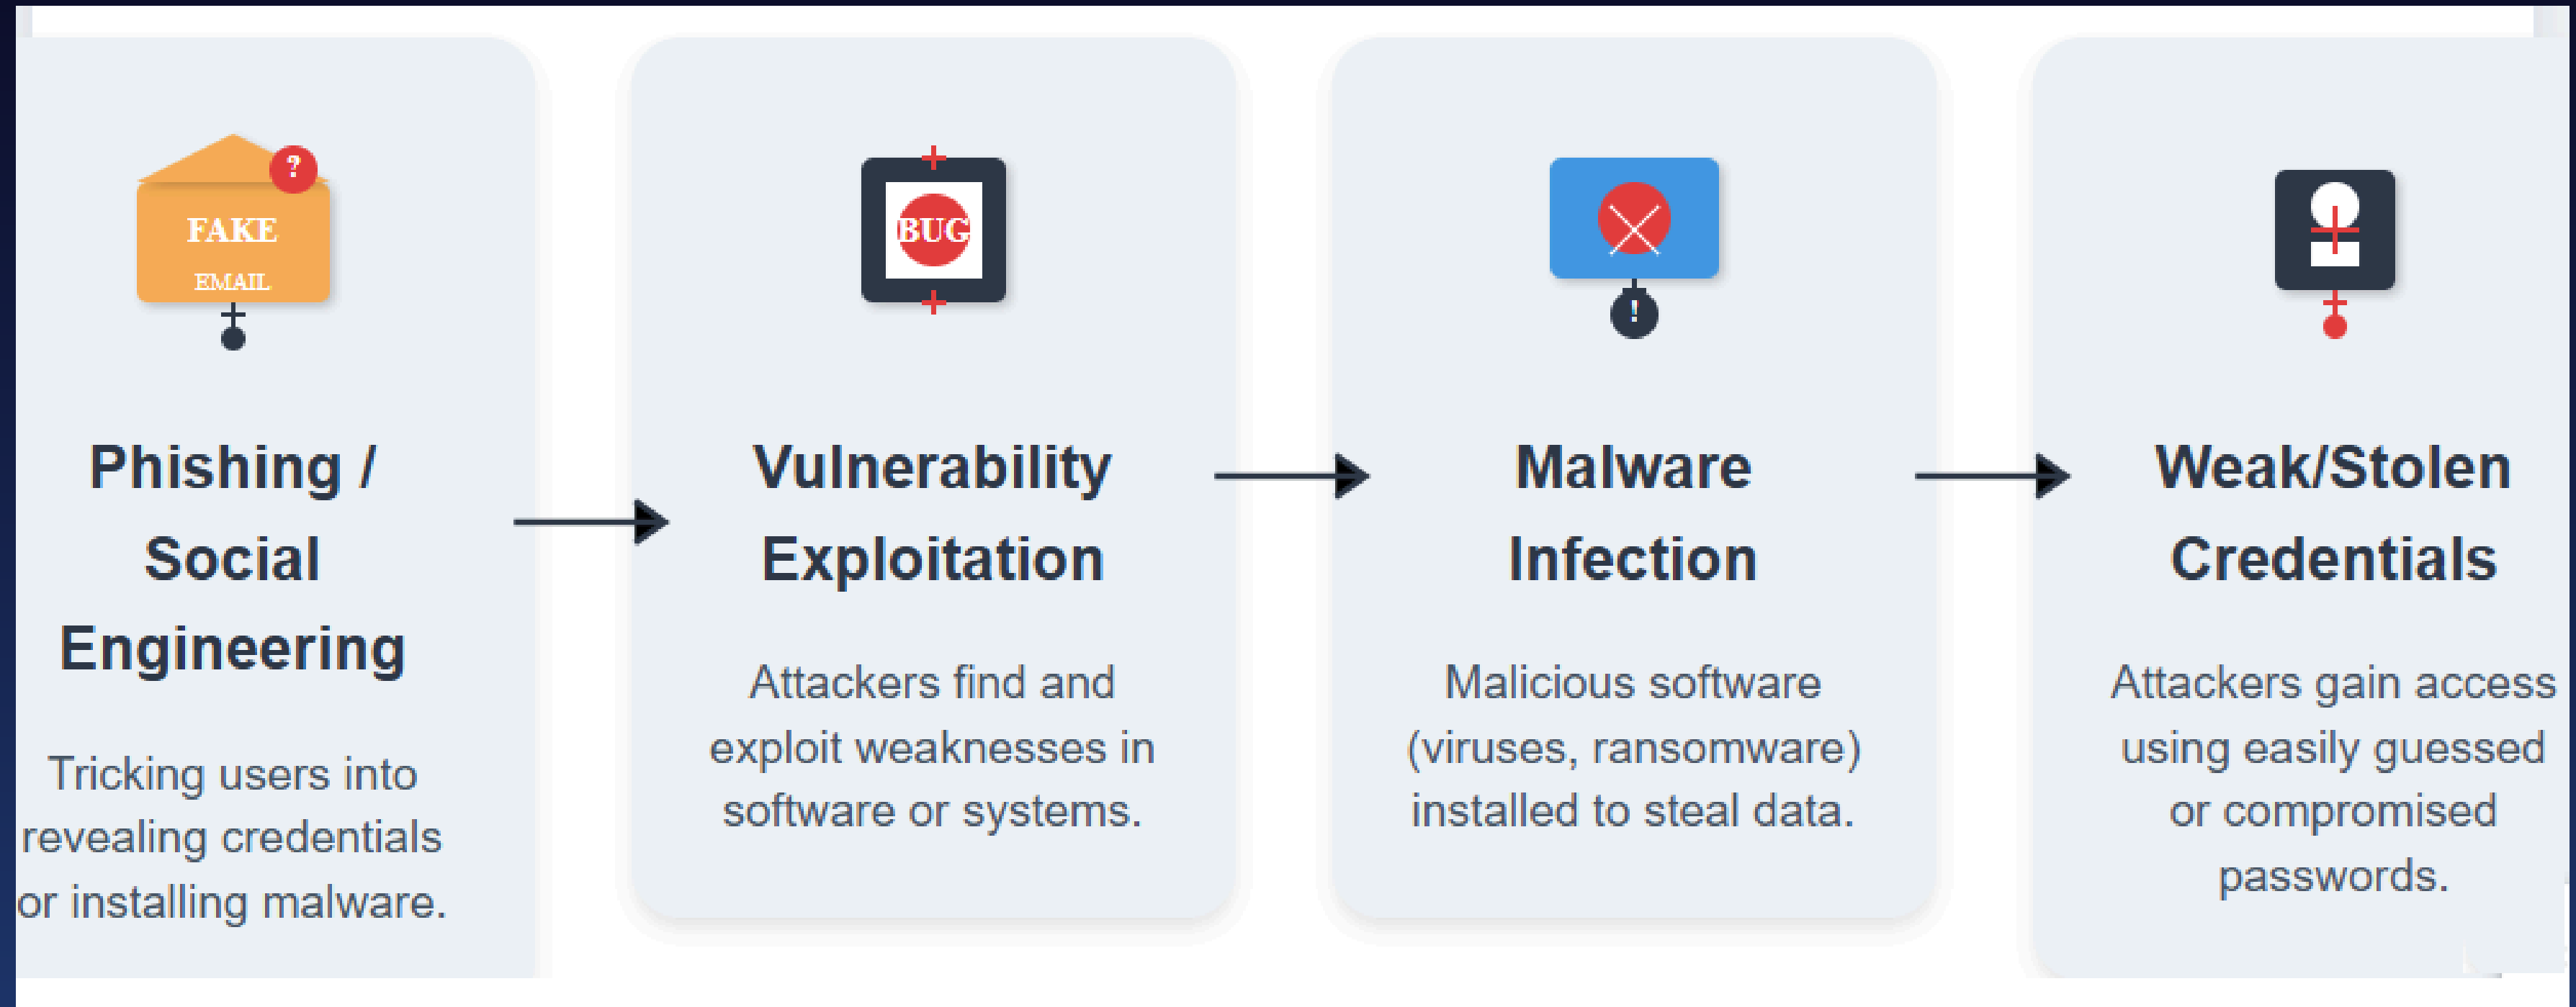 ?
FAKE
EMAIL
Phishing /
Social
Engineering
Tricking users into
revealing credentials
or installing malware.
BUG
Vulnerability
Exploitation
Attackers find and
exploit weaknesses in
software or systems.
!
Malware
Infection
Malicious software
(viruses, ransomware)
installed to steal data.
Weak/Stolen
Credentials
Attackers gain access
using easily guessed
or compromised
passwords.